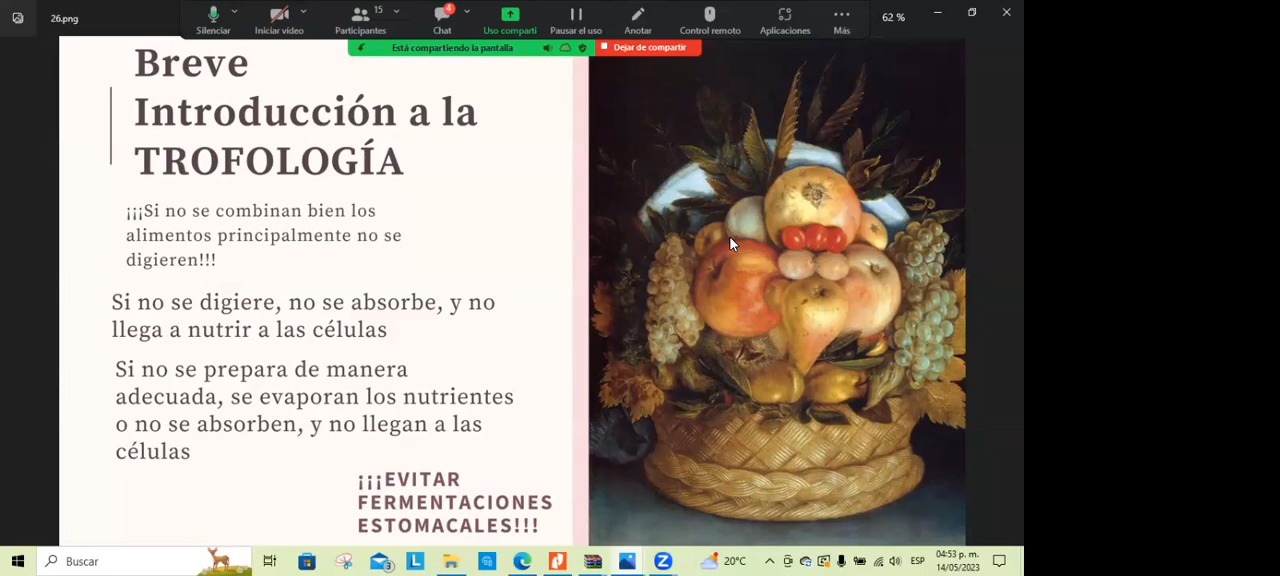 26.png
Silenciar
Iniciar vídeo
15
Participantes
4
Chat
Uso comparti
Pausar el uso
Anotar
Control remoto
Aplicaciones
Más
62 %
Está compartiendo la pantalla
Dejar de compartir
Breve
Introducción a la
TROFOLOGÍA
¡¡¡Si no se combinan bien los
alimentos principalmente no se
digieren!!!
Si no se digiere, no se absorbe, y no
llega a nutrir a las células
Si no se prepara de manera
adecuada, se evaporan los nutrientes
o no se absorben, y no llegan a las
células
¡¡¡EVITAR
FERMENTACIONES
ESTOMACALES!!!
Buscar
3
L
Z
20°C
ESP
04:53 p. m.
14/05/2023